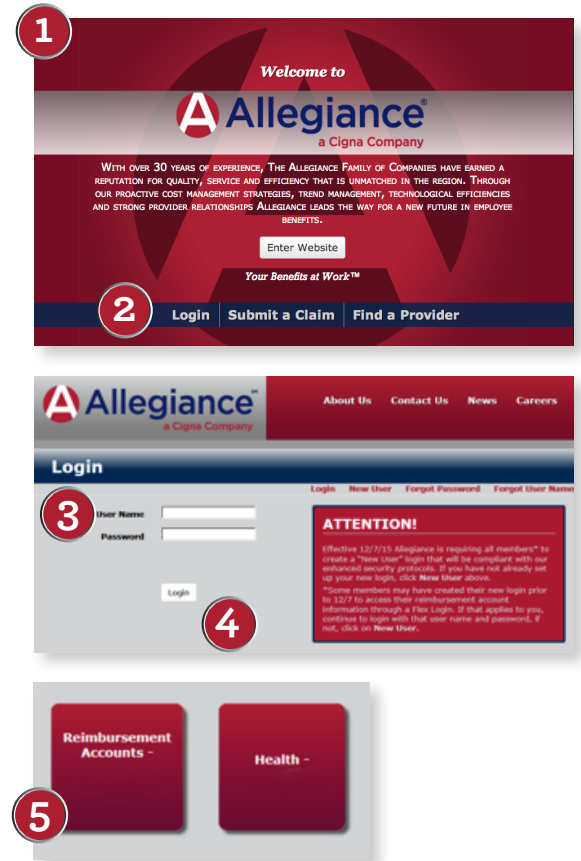 1
Welcome to
Allegiance®
a Cigna Company
WITH OVER 30 YEARS OF EXPERIENCE, THE ALLEGIANCE FAMILY OF COMPANIES HAVE EARNED A
REPUTATION FOR QUALITY, SERVICE AND EFFICIENCY THAT IS UNMATCHED IN THE REGION. THROUGH
OUR PROACTIVE COST MANAGEMENT STRATEGIES, TREND MANAGEMENT, TECHNOLOGICAL EFFICIENCIES
AND STRONG PROVIDER RELATIONSHIPS ALLEGIANCE LEADS THE WAY FOR A NEW FUTURE IN EMPLOYEE
BENEFITS.
Enter Website
Your Benefits at Work™
2
Login Submit a Claim Find a Provider
Allegiance™
a Cigna Company
About Us Contact Us News Careers
Login
Login New User Forgot Password Forgot User Name
3
User Name
Password
Login
4
ATTENTION!
Effective 12/7/15 Allegiance is requiring all members* to
create a "New User" login that will be compliant with our
enhanced security protocols. If you have not already set
up your new login, click New User above.
*Some members may have created their new login prior
to 12/7 to access their reimbursement account
information through a Flex Login. If that applies to you,
continue to login with that user name and password, if
not, click on New User.
Reimbursement
Accounts -
Health -
5